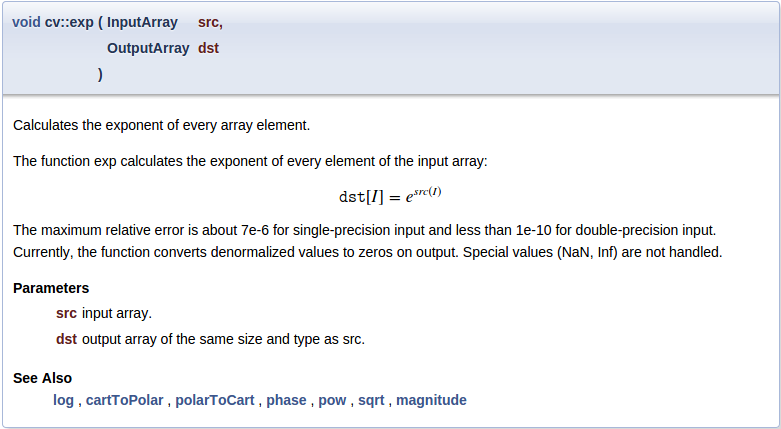 void cv::exp ( InputArray src,
OutputArray dst
)
Calculates the exponent of every array element.
The function exp calculates the exponent of every element of the input array:
dst[I] = e^{src(I)}
The maximum relative error is about 7e-6 for single-precision input and less than 1e-10 for double-precision input.
Currently, the function converts denormalized values to zeros on output. Special values (NaN, Inf) are not handled.
Parameters
src input array.
dst output array of the same size and type as src.
See Also
log , cartToPolar , polarToCart , phase , pow , sqrt , magnitude